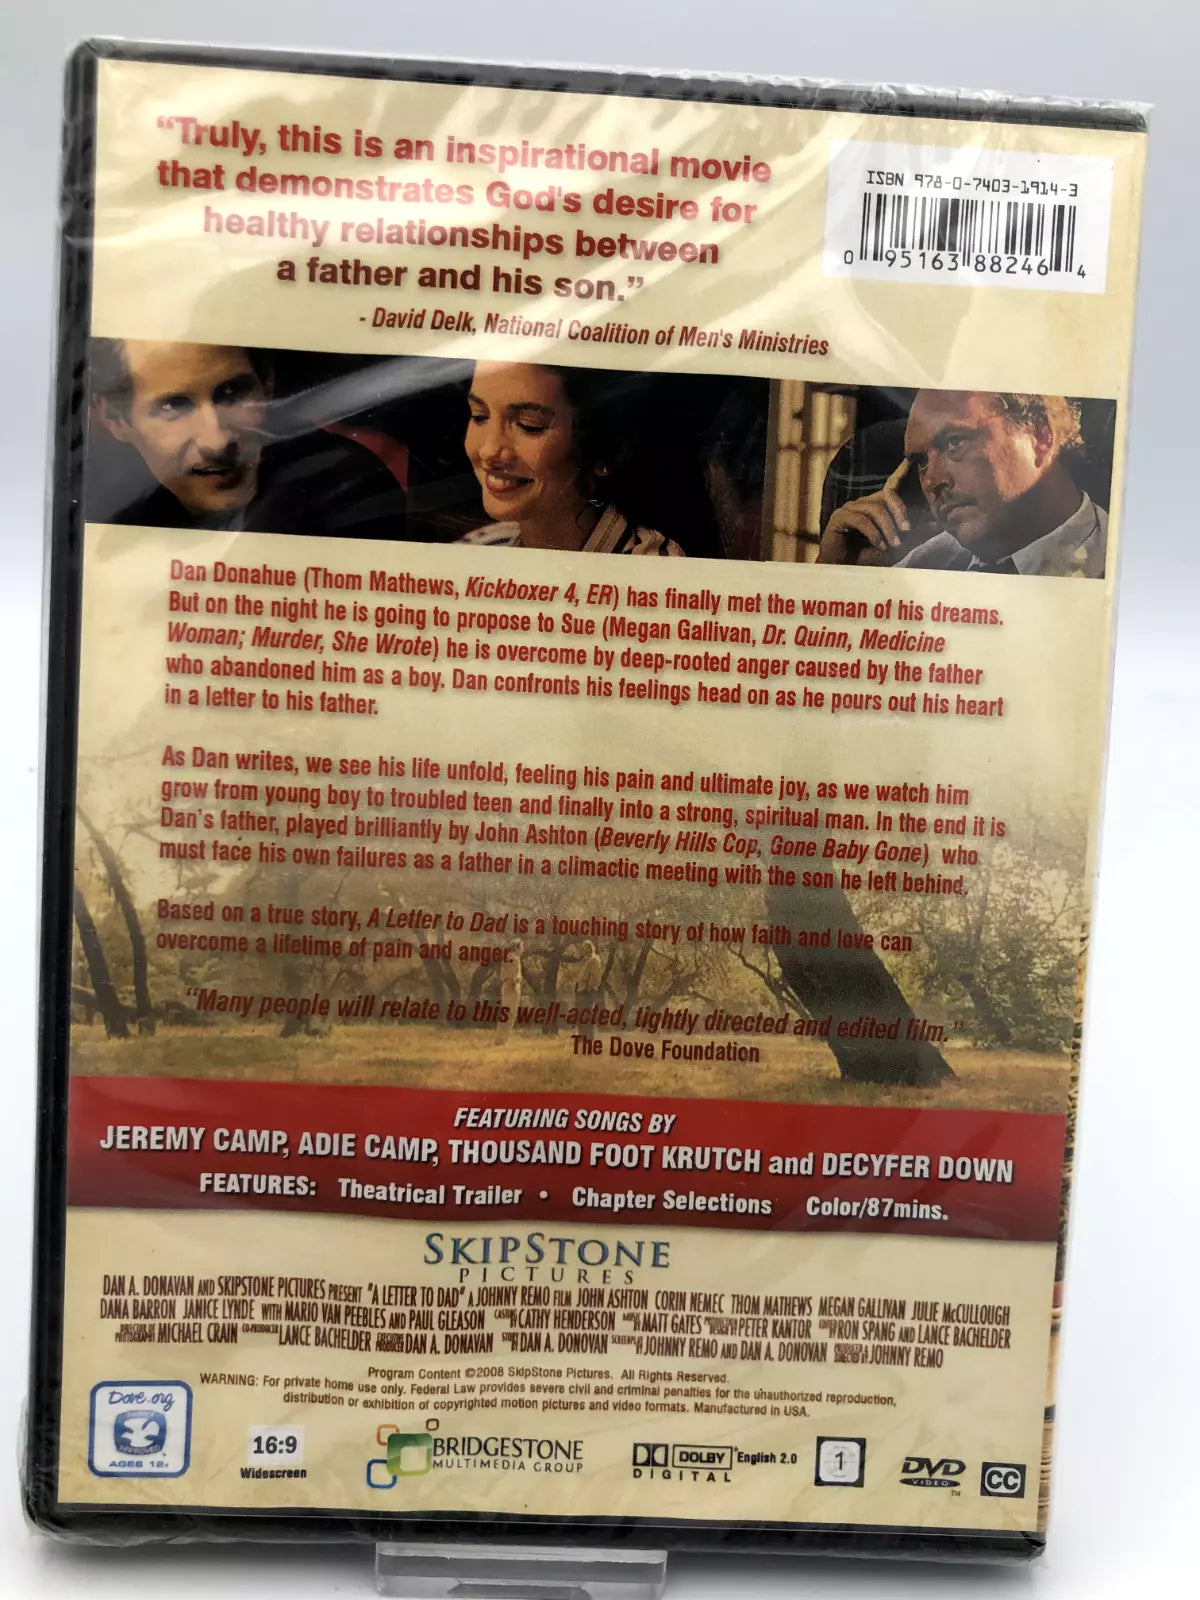 “Truly, this is an inspirational movie
that demonstrates God's desire for
healthy relationships between
a father and his son.”
- David Delk, National Coalition of Men's Ministries
ISBN 978-0-7403-1914-3
0 95163 88246 4
Dan Donahue (Thom Mathews, Kickboxer 4, ER) has finally met the woman of his dreams.
But on the night he is going to propose to Sue (Megan Gallivan, Dr. Quinn, Medicine
Woman; Murder, She Wrote) he is overcome by deep-rooted anger caused by the father
who abandoned him as a boy. Dan confronts his feelings head on as he pours out his heart
in a letter to his father.
As Dan writes, we see his life unfold, feeling his pain and ultimate joy, as we watch him
grow from young boy to troubled teen and finally into a strong, spiritual man. In the end it is
Dan’s father, played brilliantly by John Ashton (Beverly Hills Cop, Gone Baby Gone) who
must face his own failures as a father in a climactic meeting with the son he left behind.
Based on a true story, A Letter to Dad is a touching story of how faith and love can
overcome a lifetime of pain and anger.
“Many people will relate to this well-acted, tightly directed and edited film.”
The Dove Foundation
FEATURING SONGS BY
JEREMY CAMP, ADIE CAMP, THOUSAND FOOT KRUTCH and DECYFER DOWN
FEATURES: Theatrical Trailer • Chapter Selections Color/87mins.
SKIPSTONE
PICTURES
DAN A. DONAVAN AND SKIPSTONE PICTURES PRESENT "A LETTER TO DAD" A JOHNNY REMO FILM JOHN ASHTON CORIN NEMEC THOM MATHEWS MEGAN GALLIVAN JULIE McCULLOUGH
DANA BARRON JANICE LYNDE WITH MARIO VAN PEEBLES AND PAUL GLEASON CASTING BY CATHY HENDERSON MATT GATES PETER KANTOR RON SPANG AND LANCE BACHELDER
MICHAEL CRAIN CO-PRODUCER LANCE BACHELDER EXECUTIVE PRODUCER DAN A. DONAVAN STORY BY DAN A. DONOVAN SCREENPLAY BY JOHNNY REMO AND DAN A. DONOVAN JOHNNY REMO
Program Content ©2008 SkipStone Pictures. All Rights Reserved.
WARNING: For private home use only. Federal Law provides severe civil and criminal penalties for the unauthorized reproduction,
distribution or exhibition of copyrighted motion pictures and video formats. Manufactured in USA.
Dove.org
APPROVED
AGES 12+
16:9
Widescreen
BRIDGESTONE
MULTIMEDIA GROUP
DOLBY
DIGITAL
English 2.0
1
DVD
VIDEO
TM
CC